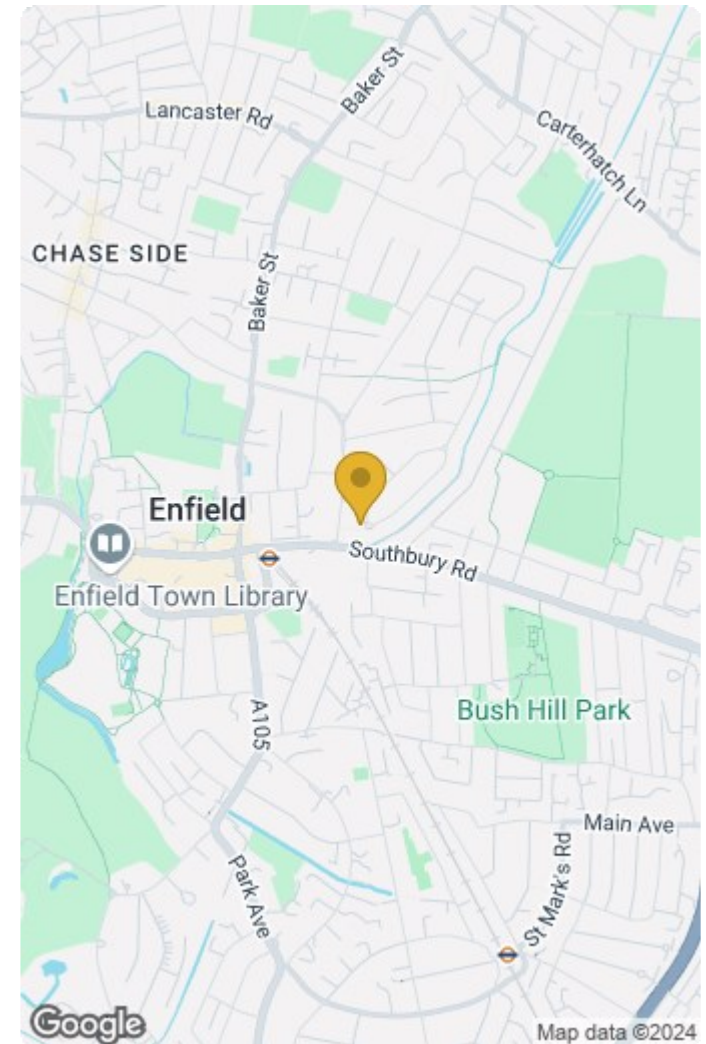 Baker St
Lancaster Rd
Carterhatch Ln
CHASE SIDE
Baker St
Enfield
Southbury Rd
Enfield Town Library
A105
Bush Hill Park
Main Ave
St Mark's Rd
Park Ave
Google
Map data ©2024